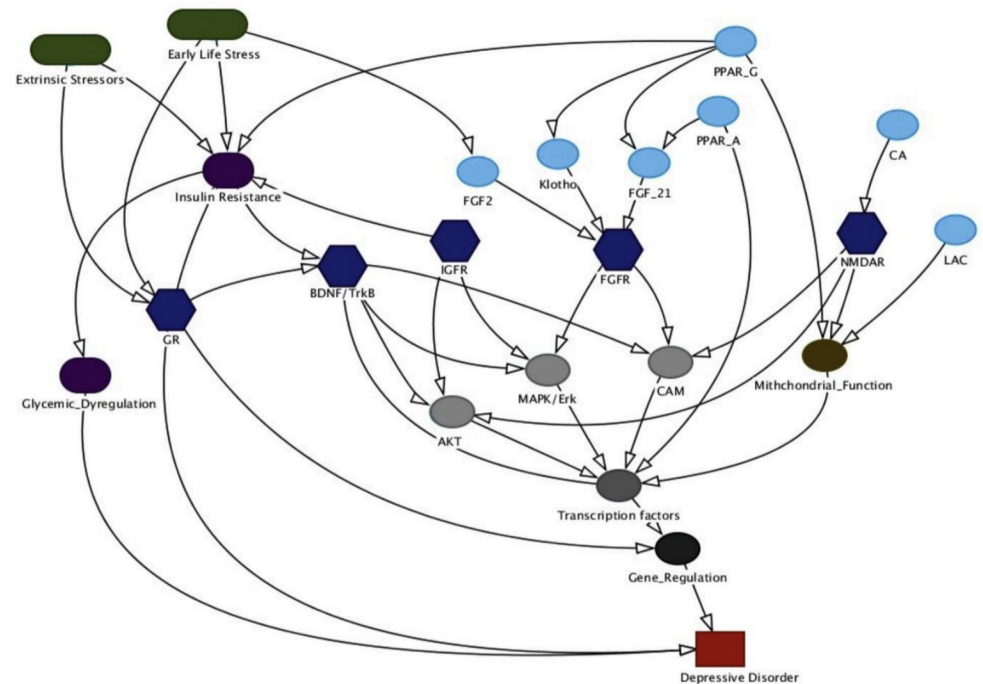 Early Life Stress
Extrinsic Stressors
PPAR_G
PPAR_A
CA
Klotho
FGF_21
Insulin Resistance
FGF2
LAC
NMDAR
IGFR
FGFR
BDNF/TrkB
GR
Mithchondrial_Function
CAM
MAPK/Erk
Glycemic_Dyregulation
AKT
Transcription factors
Gene_Regulation
Depressive Disorder